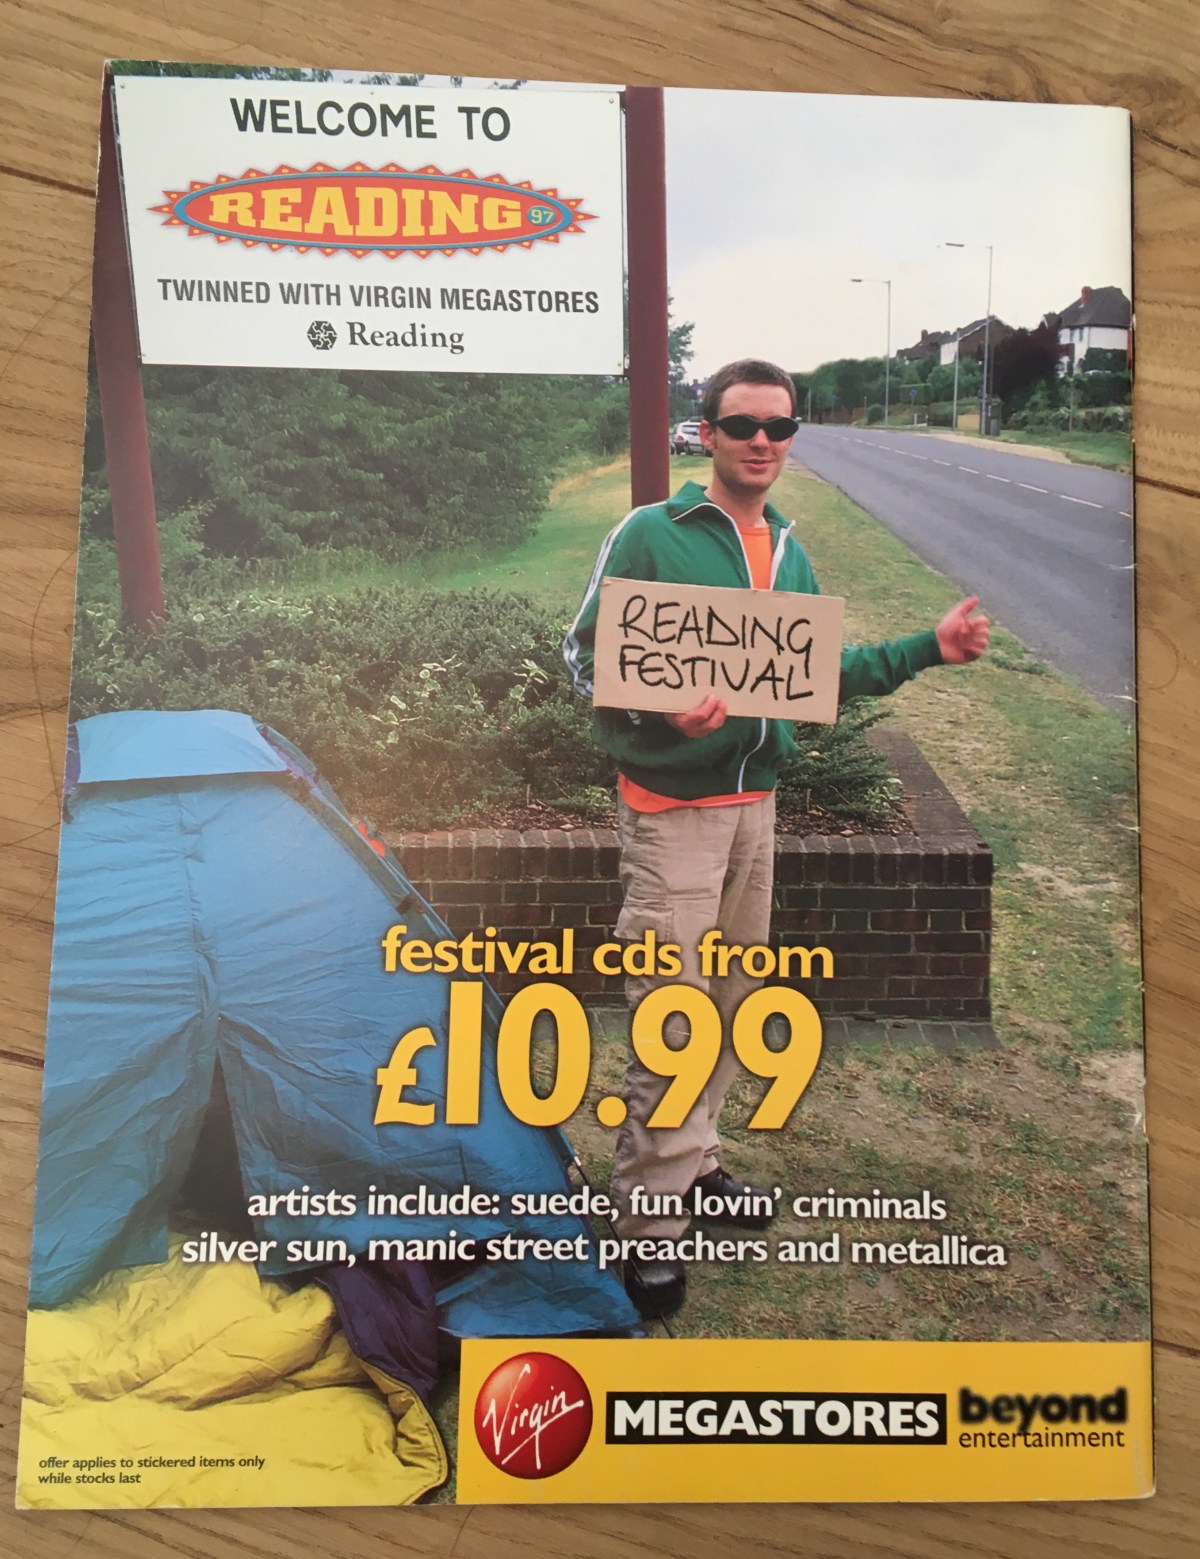 WELCOME TO
READING 97
TWINNED WITH VIRGIN MEGASTORES
Reading
READING
FESTIVAL
festival cds from
£10.99
artists include: suede, fun lovin' criminals
silver sun, manic street preachers and metallica
offer applies to stickered items only
while stocks last
Virgin
MEGASTORES
beyond
entertainment